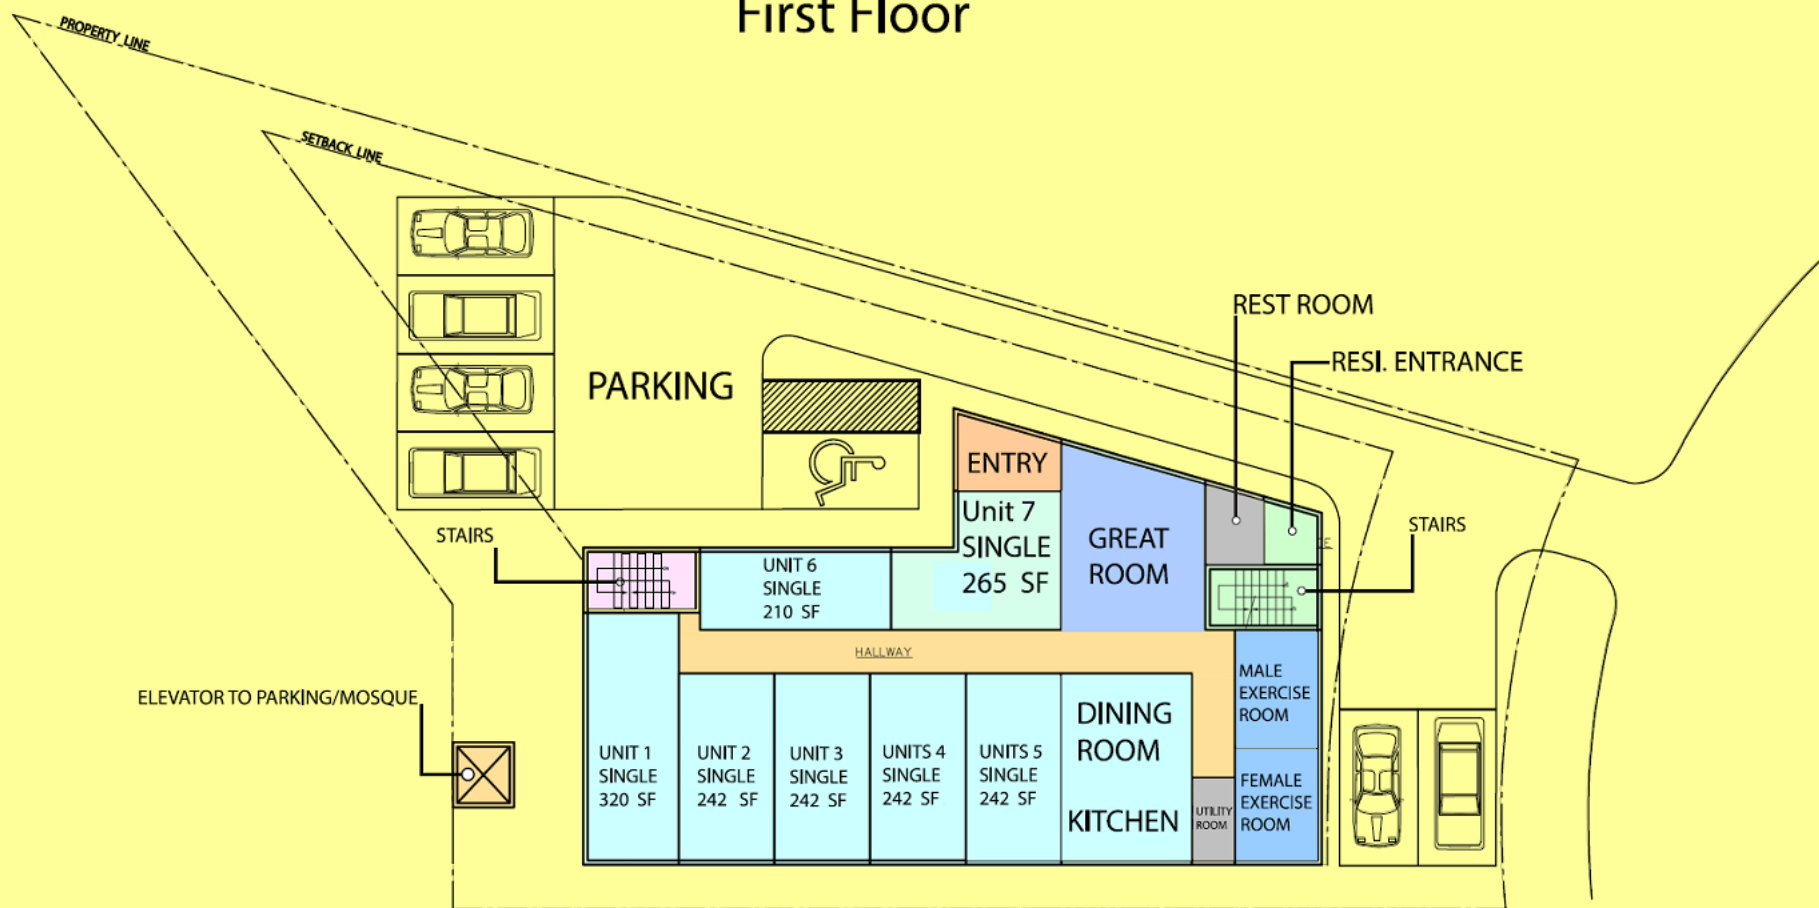 First Floor
PROPERTY LINE
SETBACK LINE
REST ROOM
RESI. ENTRANCE
PARKING
ENTRY
STAIRS
Unit 7
SINGLE
265 SF
GREAT
ROOM
STAIRS
UNIT 6
SINGLE
210 SF
HALLWAY
ELEVATOR TO PARKING/MOSQUE
UNIT 1
SINGLE
320 SF
UNIT 2
SINGLE
242 SF
UNIT 3
SINGLE
242 SF
UNITS 4
SINGLE
242 SF
UNITS 5
SINGLE
242 SF
DINING
ROOM
KITCHEN
UTILITY
ROOM
MALE
EXERCISE
ROOM
FEMALE
EXERCISE
ROOM